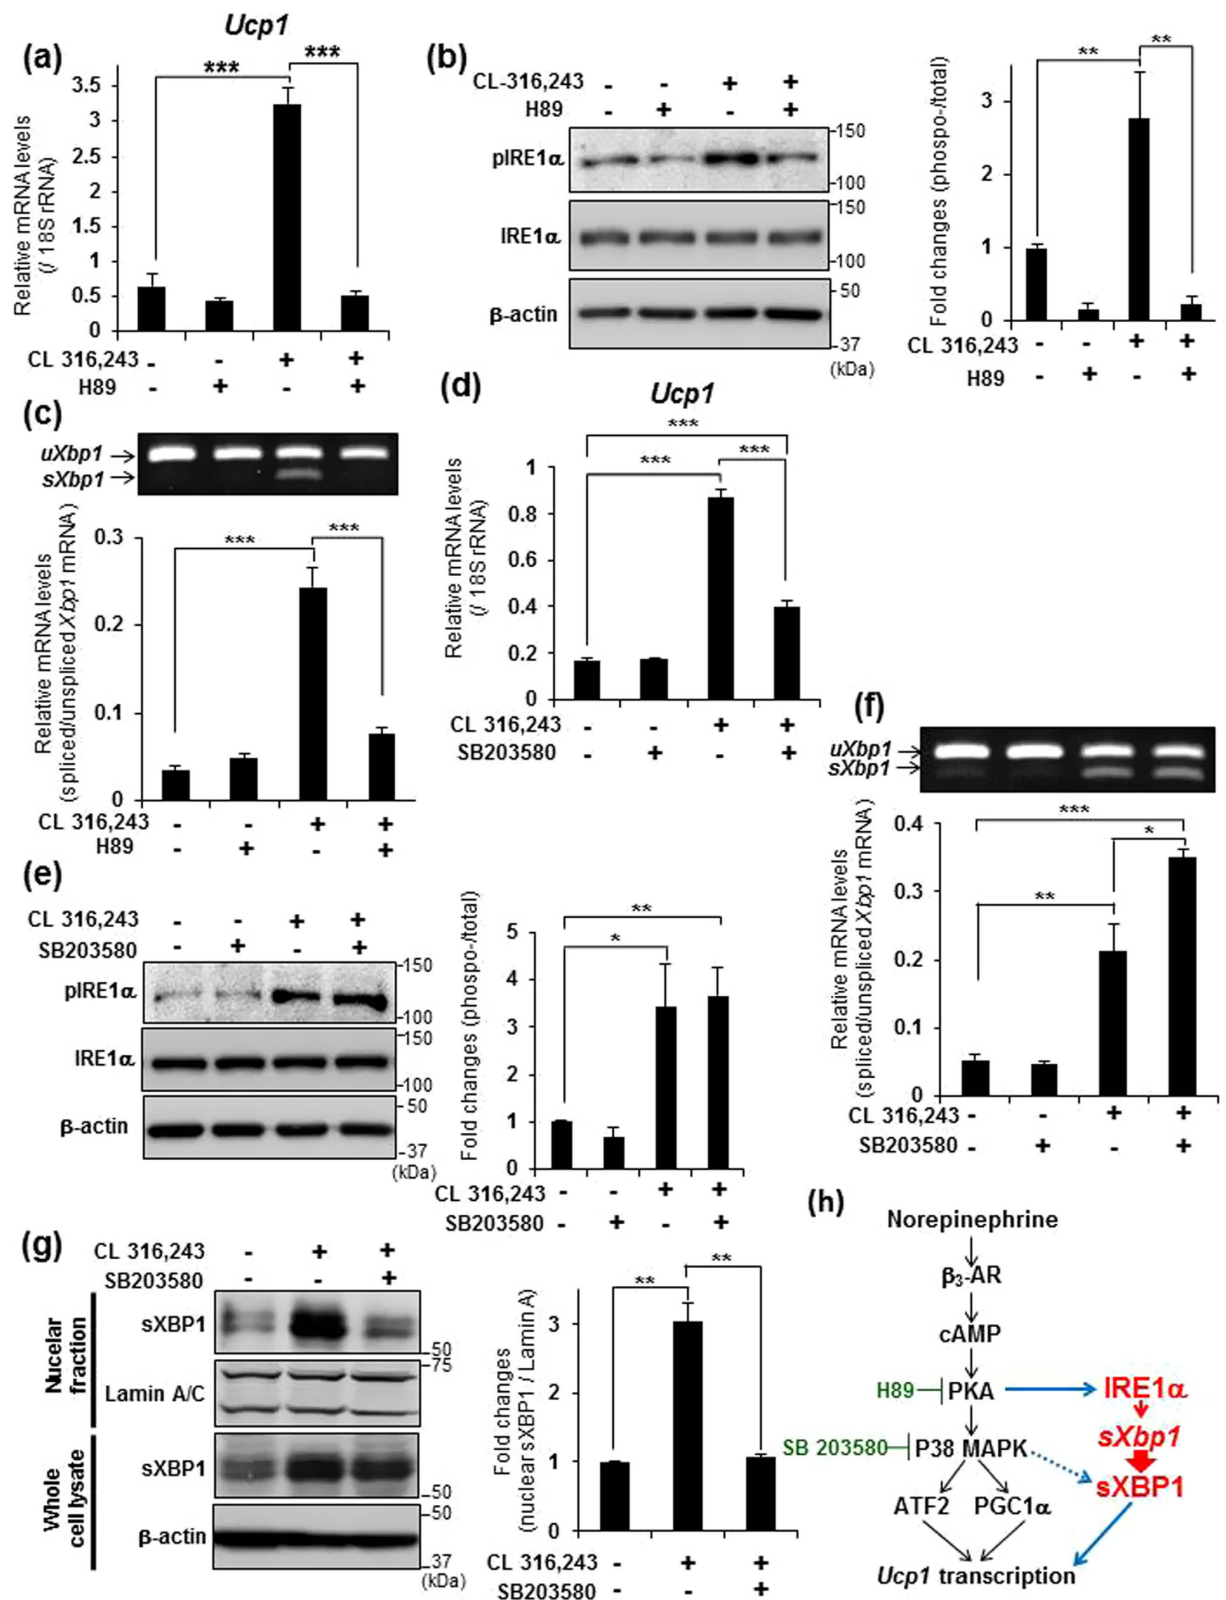 (a)
Ucp1
***
***
Relative mRNA levels
(/ 18S rRNA)
3.5
3
2.5
2
1.5
1
0.5
0
CL 316,243 - - + +
H89 - + - +
(b)
CL-316,243 - - + +
H89 - + - +
pIRE1α
-150
-100
IRE1α
-150
-100
β-actin
-50
-37
(kDa)
Fold changes (phospo-/total)
**
**
3
2
1
0
CL 316,243 - - + +
H89 - + - +
(c)
uXbp1
sXbp1
Relative mRNA levels
(spliced/unspliced Xbp1 mRNA)
***
***
0.3
0.2
0.1
0
CL 316,243 - - + +
H89 - + - +
(d)
Ucp1
***
***
***
Relative mRNA levels
(/ 18S rRNA)
1
0.8
0.6
0.4
0.2
0
CL 316,243 - - + +
SB203580 - + - +
(e)
CL 316,243 - - + +
SB203580 - + - +
pIRE1α
-150
-100
IRE1α
-150
-100
β-actin
-50
-37
(kDa)
Fold changes (phospo-/total)
**
*
5
4
3
2
1
0
CL 316,243 - - + +
SB203580 - + - +
(f)
uXbp1
sXbp1
Relative mRNA levels
(spliced/unspliced Xbp1 mRNA)
***
*
**
0.4
0.3
0.2
0.1
0
CL 316,243 - - + +
SB203580 - + - +
(g)
CL 316,243 - + +
SB203580 - - +
Nucelar
fraction
sXBP1
-50
Lamin A/C
-75
Whole
cell lysate
sXBP1
-50
β-actin
-50
-37
(kDa)
Fold changes
(nuclear sXBP1 / Lamin A)
**
**
3
2
1
0
CL 316,243 - + +
SB203580 - - +
(h)
Norepinephrine
β3-AR
cAMP
H89 PKA IRE1α
sXbp1
SB 203580 P38 MAPK
sXBP1
ATF2 PGC1α
Ucp1 transcription